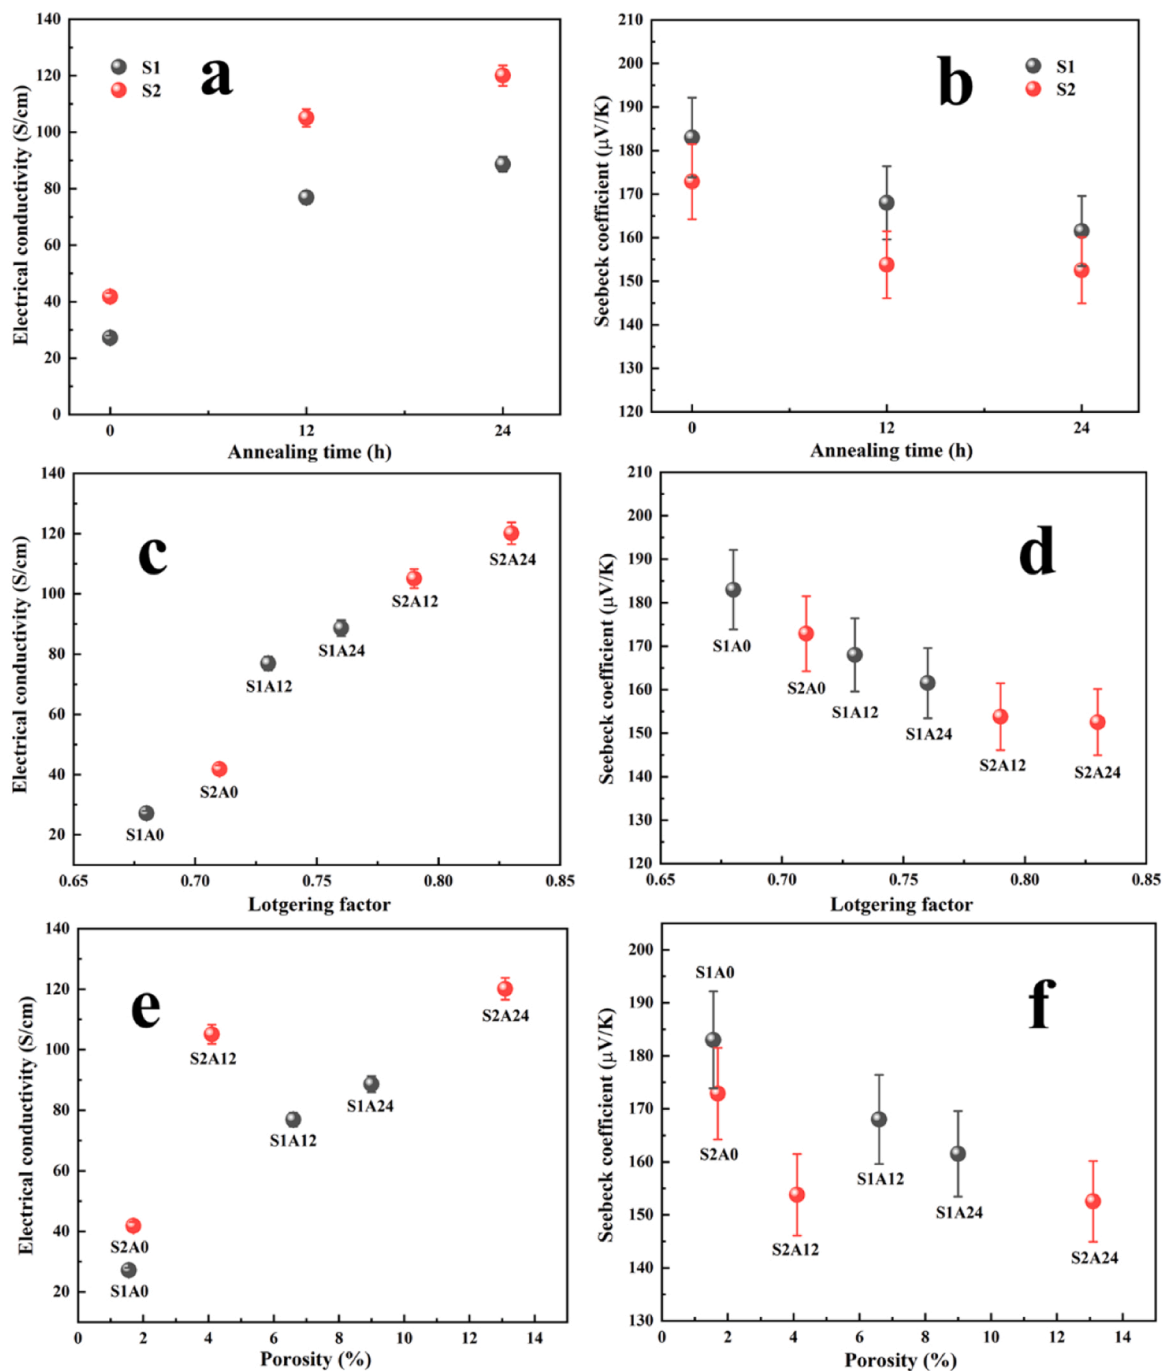 140
120
100
80
60
40
20
0
Electrical conductivity (S/cm)
S1
S2
a
0
12
24
Annealing time (h)
210
200
190
180
170
160
150
140
130
120
Seebeck coefficient (μV/K)
b
S1
S2
0
12
24
Annealing time (h)
140
120
100
80
60
40
20
Electrical conductivity (S/cm)
c
S2A24
S2A12
S1A24
S1A12
S2A0
S1A0
0.65
0.70
0.75
0.80
0.85
Lotgering factor
210
200
190
180
170
160
150
140
130
120
Seebeck coefficient (μV/K)
d
S1A0
S2A0
S1A12
S1A24
S2A12
S2A24
0.65
0.70
0.75
0.80
0.85
Lotgering factor
140
120
100
80
60
40
20
Electrical conductivity (S/cm)
e
S2A24
S2A12
S1A24
S1A12
S2A0
S1A0
0
2
4
6
8
10
12
14
Porosity (%)
200
190
180
170
160
150
140
130
Seebeck coefficient (μV/K)
S1A0
f
S2A0
S1A12
S1A24
S2A12
S2A24
0
2
4
6
8
10
12
14
Porosity (%)